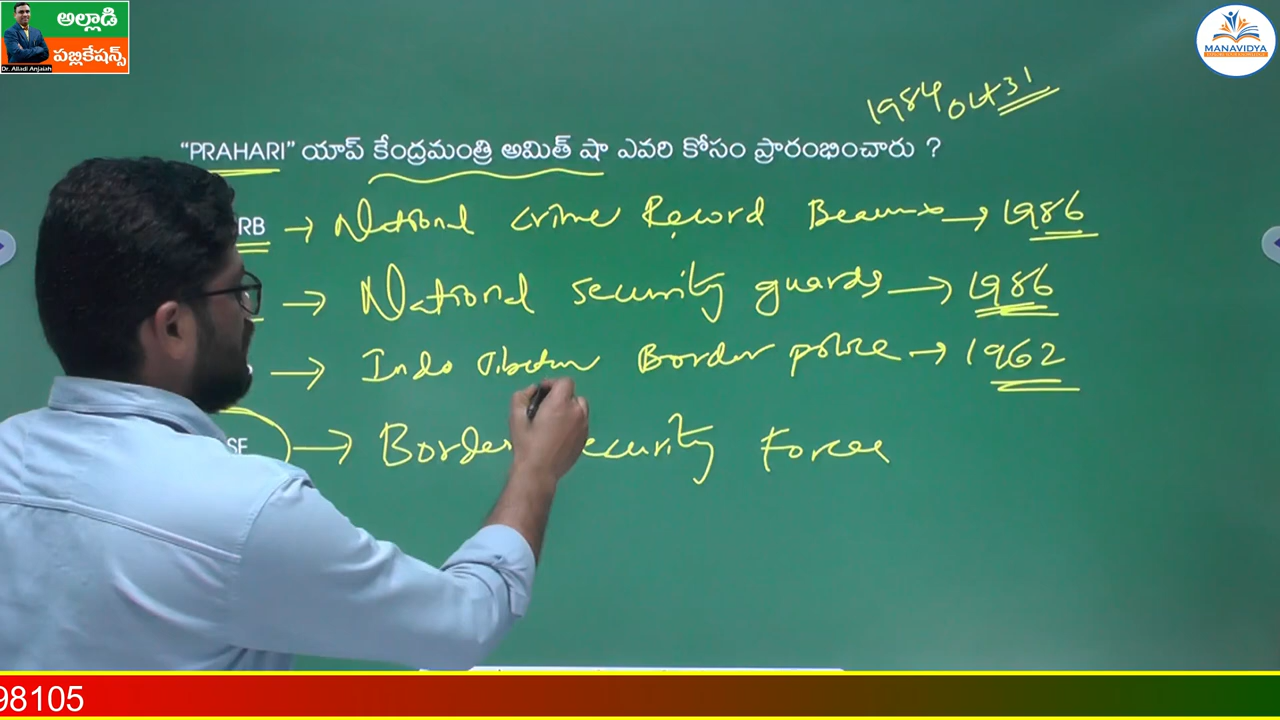 అల్లాడి
పబ్లికేషన్స్
Dr. Alladi Anjaiah
MANAVIDYA
1984 Oct 31
"PRAHARI" యాప్ కేంద్రమంత్రి అమిత్ షా ఎవరి కోసం ప్రారంభించారు ?
RB → National Crime Record → 1986
→ National security guards → 1986
→ Indo Tibetan Border police → 1962
SF → Border Security Force
98105